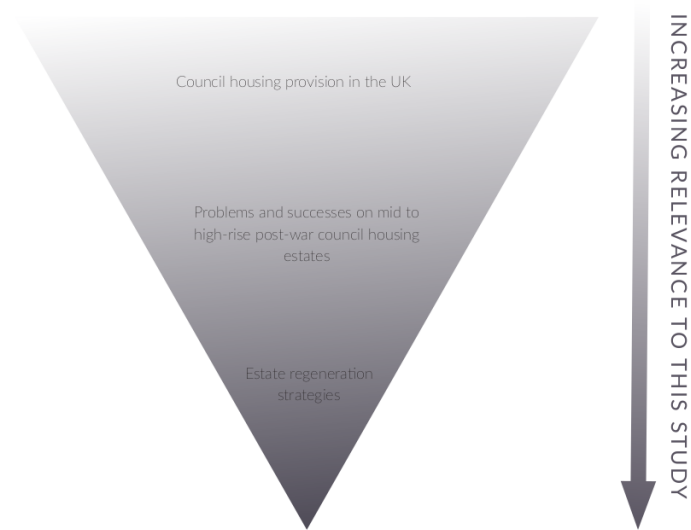 Council housing provision in the UK
Problems and successes on mid to
high-rise post-war council housing
estates
Estate regeneration
strategies
INCREASING RELEVANCE TO THIS STUDY